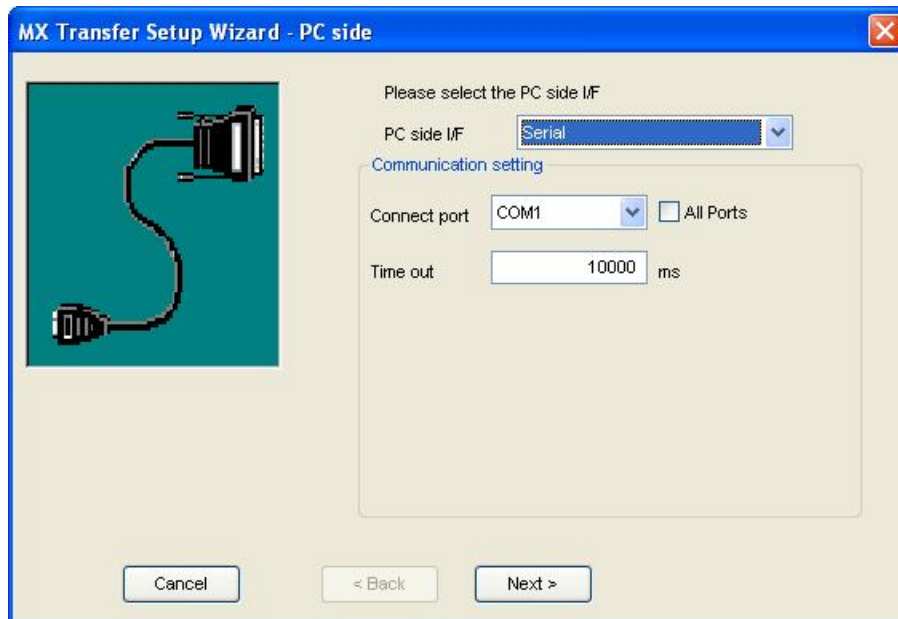 MX Transfer Setup Wizard - PC side
Please select the PC side I/F
PC side I/F Serial
Communication setting
Connect port COM1 All Ports
Time out 10000 ms
Cancel < Back Next >